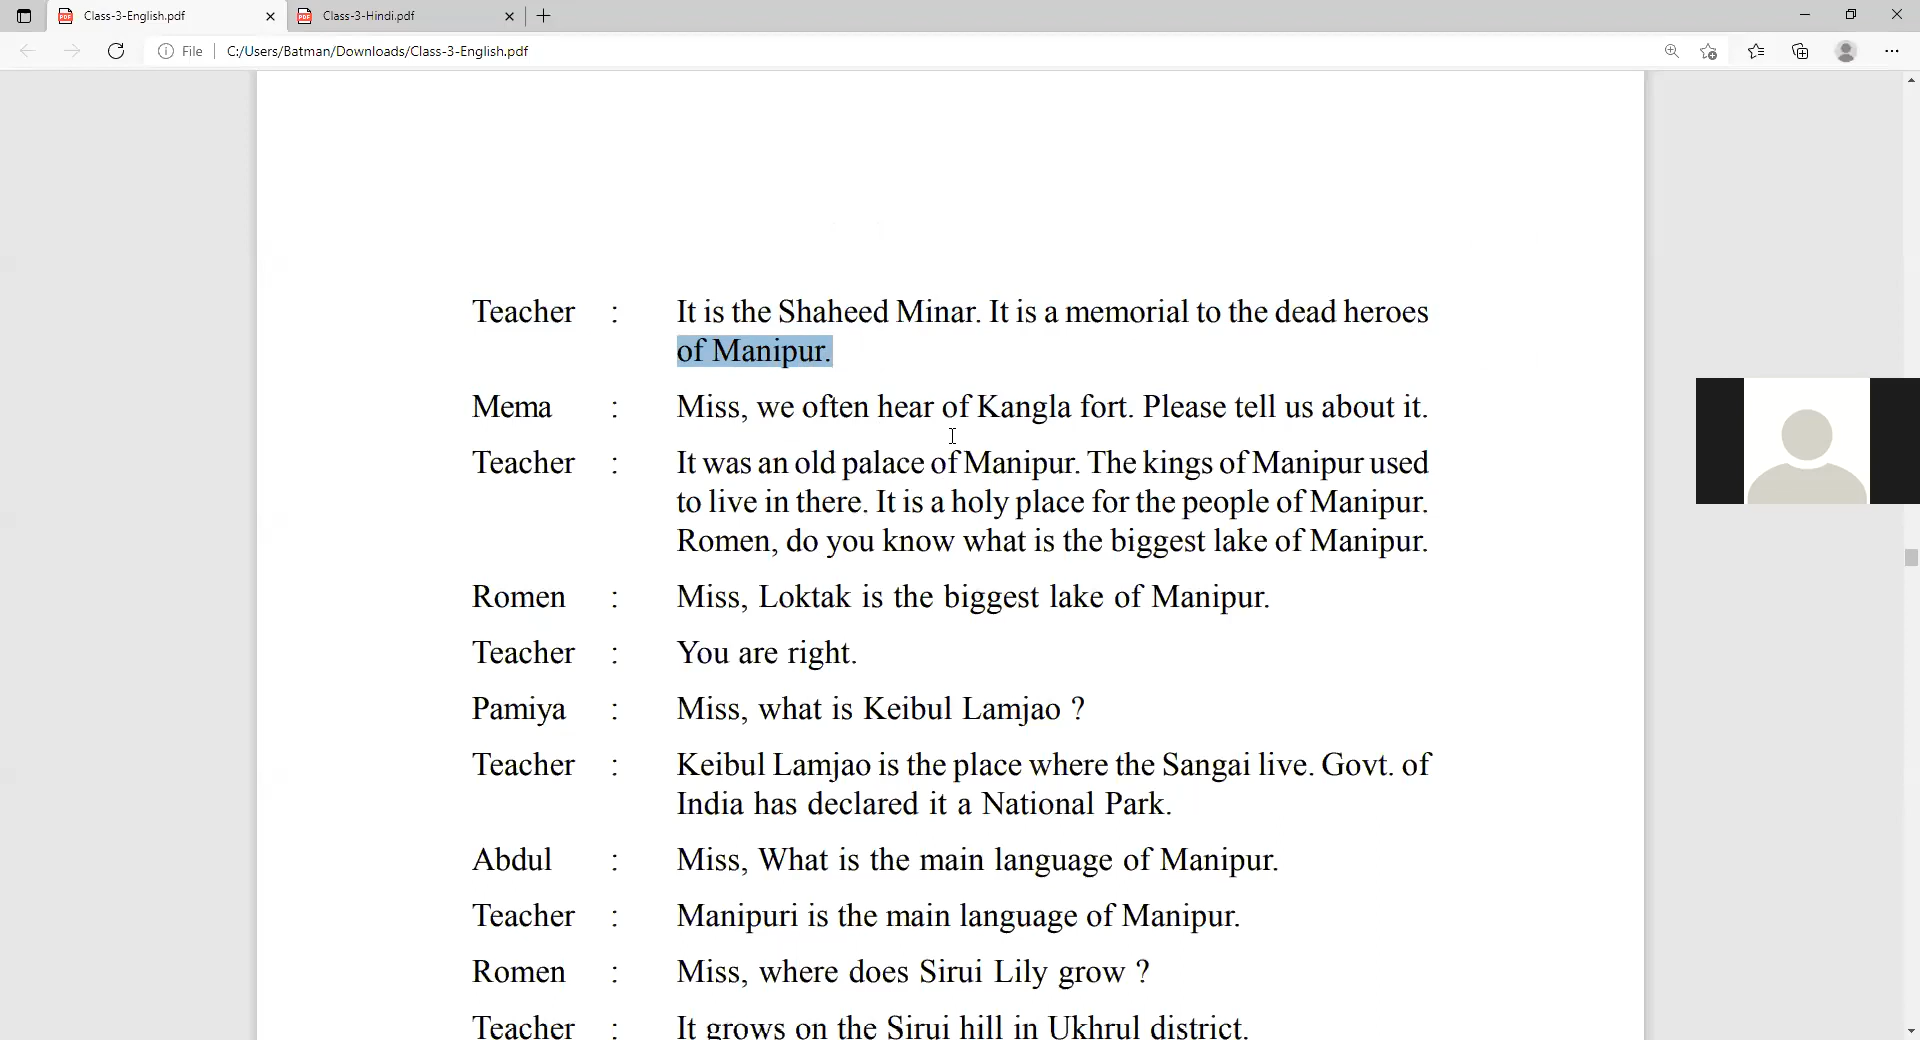 Class-3-English.pdf
Class-3-Hindi.pdf
File
C:/Users/Batman/Downloads/Class-3-English.pdf
Teacher : It is the Shaheed Minar. It is a memorial to the dead heroes
of Manipur.
Mema : Miss, we often hear of Kangla fort. Please tell us about it.
Teacher : It was an old palace of Manipur. The kings of Manipur used
to live in there. It is a holy place for the people of Manipur.
Romen, do you know what is the biggest lake of Manipur.
Romen : Miss, Loktak is the biggest lake of Manipur.
Teacher : You are right.
Pamiya : Miss, what is Keibul Lamjao ?
Teacher : Keibul Lamjao is the place where the Sangai live. Govt. of
India has declared it a National Park.
Abdul : Miss, What is the main language of Manipur.
Teacher : Manipuri is the main language of Manipur.
Romen : Miss, where does Sirui Lily grow ?
Teacher : It grows on the Sirui hill in Ukhrul district.